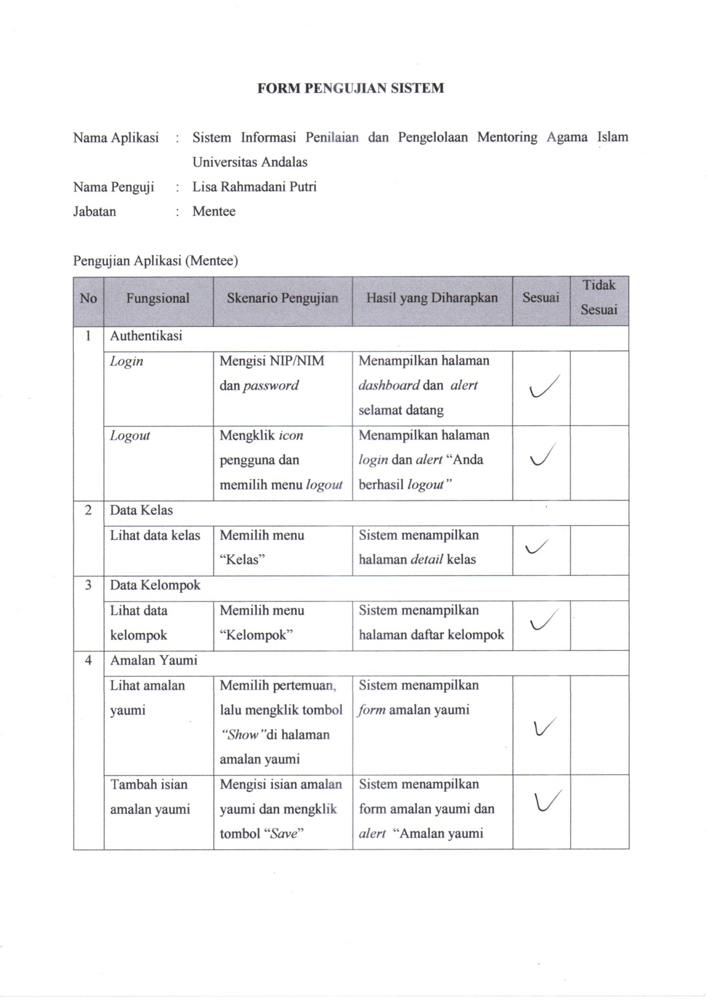 FORM PENGUJIAN SISTEM
Nama Aplikasi : Sistem Informasi Penilaian dan Pengelolaan Mentoring Agama Islam
Universitas Andalas
Nama Penguji : Lisa Rahmadani Putri
Jabatan : Mentee
Pengujian Aplikasi (Mentee)
No Fungsional Skenario Pengujian Hasil yang Diharapkan Sesuai Tidak
Sesuai
1 Authentikasi
Login Mengisi NIP/NIM Menampilkan halaman
dan password dashboard dan alert ✓
selamat datang
Logout Mengklik icon Menampilkan halaman
pengguna dan login dan alert “Anda ✓
memilih menu logout berhasil logout”
2 Data Kelas
Lihat data kelas Memilih menu Sistem menampilkan ✓
“Kelas” halaman detail kelas
3 Data Kelompok
Lihat data Memilih menu Sistem menampilkan ✓
kelompok “Kelompok” halaman daftar kelompok
4 Amalan Yaumi
Lihat amalan Memilih pertemuan, Sistem menampilkan
yaumi lalu mengklik tombol form amalan yaumi
“Show”di halaman ✓
amalan yaumi
Tambah isian Mengisi isian amalan Sistem menampilkan
amalan yaumi yaumi dan mengklik form amalan yaumi dan ✓
tombol “Save” alert “Amalan yaumi